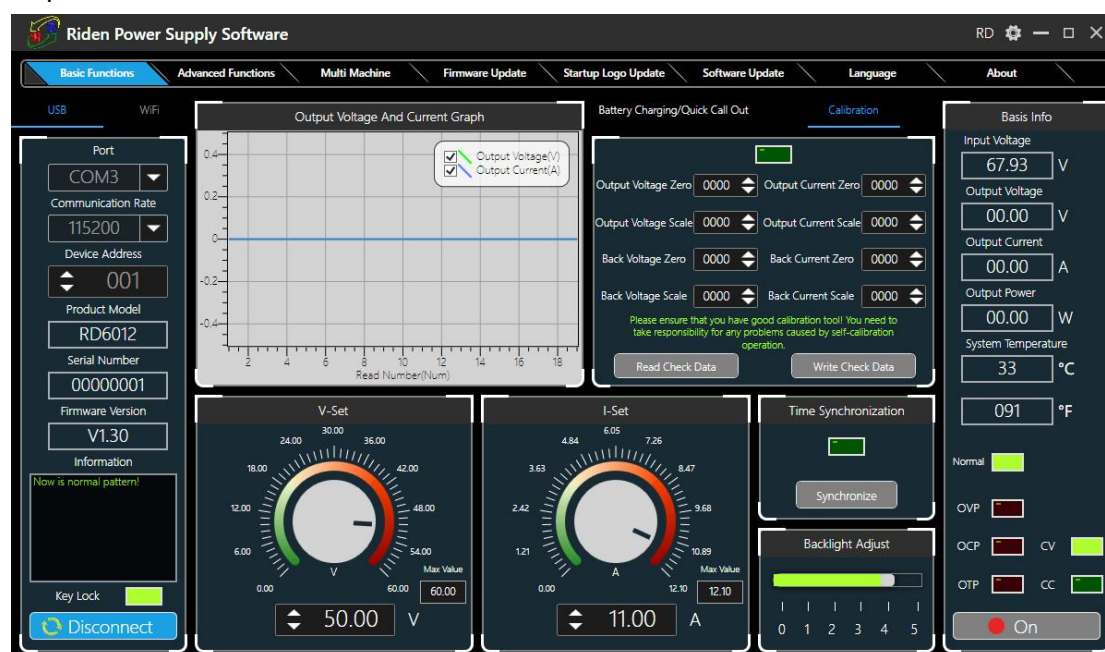 Riden Power Supply Software
RD
Basic Functions
Advanced Functions
Multi Machine
Firmware Update
Startup Logo Update
Software Update
Language
About
USB
WiFi
Port
COM3
Communication Rate
115200
Device Address
001
Product Model
RD6012
Serial Number
00000001
Firmware Version
V1.30
Information
Now is normal pattern!
Key Lock
Disconnect
Output Voltage And Current Graph
Output Voltage(V)
Output Current(A)
0.4
0.2
0
-0.2
-0.4
2 4 6 8 10 12 14 16 18
Read Number(Num)
Battery Charging/Quick Call Out
Calibration
Output Voltage Zero 0000 Output Current Zero 0000
Output Voltage Scale 0000 Output Current Scale 0000
Back Voltage Zero 0000 Back Current Zero 0000
Back Voltage Scale 0000 Back Current Scale 0000
Please ensure that you have good calibration tool! You need to
take responsibility for any problems caused by self-calibration
operation.
Read Check Data
Write Check Data
V-Set
0.00
6.00
12.00
18.00
24.00
30.00
36.00
42.00
48.00
54.00
60.00
V
Max Value
60.00
50.00 V
I-Set
0.00
1.21
2.42
3.63
4.84
6.05
7.26
8.47
9.68
10.89
12.10
A
Max Value
12.10
11.00 A
Time Synchronization
Synchronize
Backlight Adjust
0 1 2 3 4 5
Basis Info
Input Voltage
67.93 V
Output Voltage
00.00 V
Output Current
00.00 A
Output Power
00.00 W
System Temperature
33 °C
091 °F
Normal
OVP
OCP CV
OTP CC
On